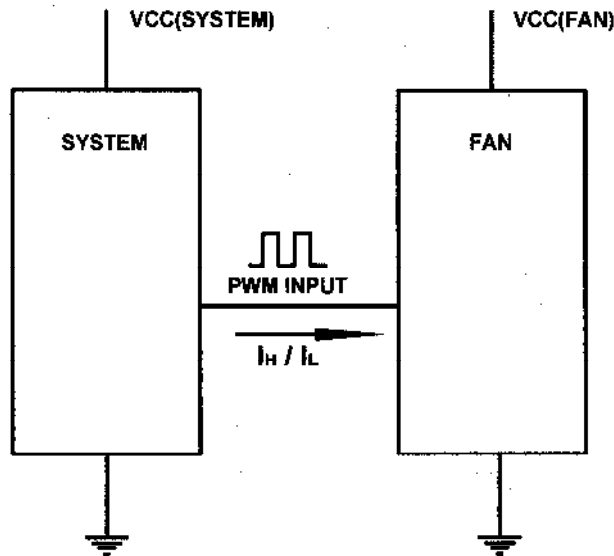 VCC(SYSTEM)
VCC(FAN)
SYSTEM
FAN
PWM INPUT
IH / IL